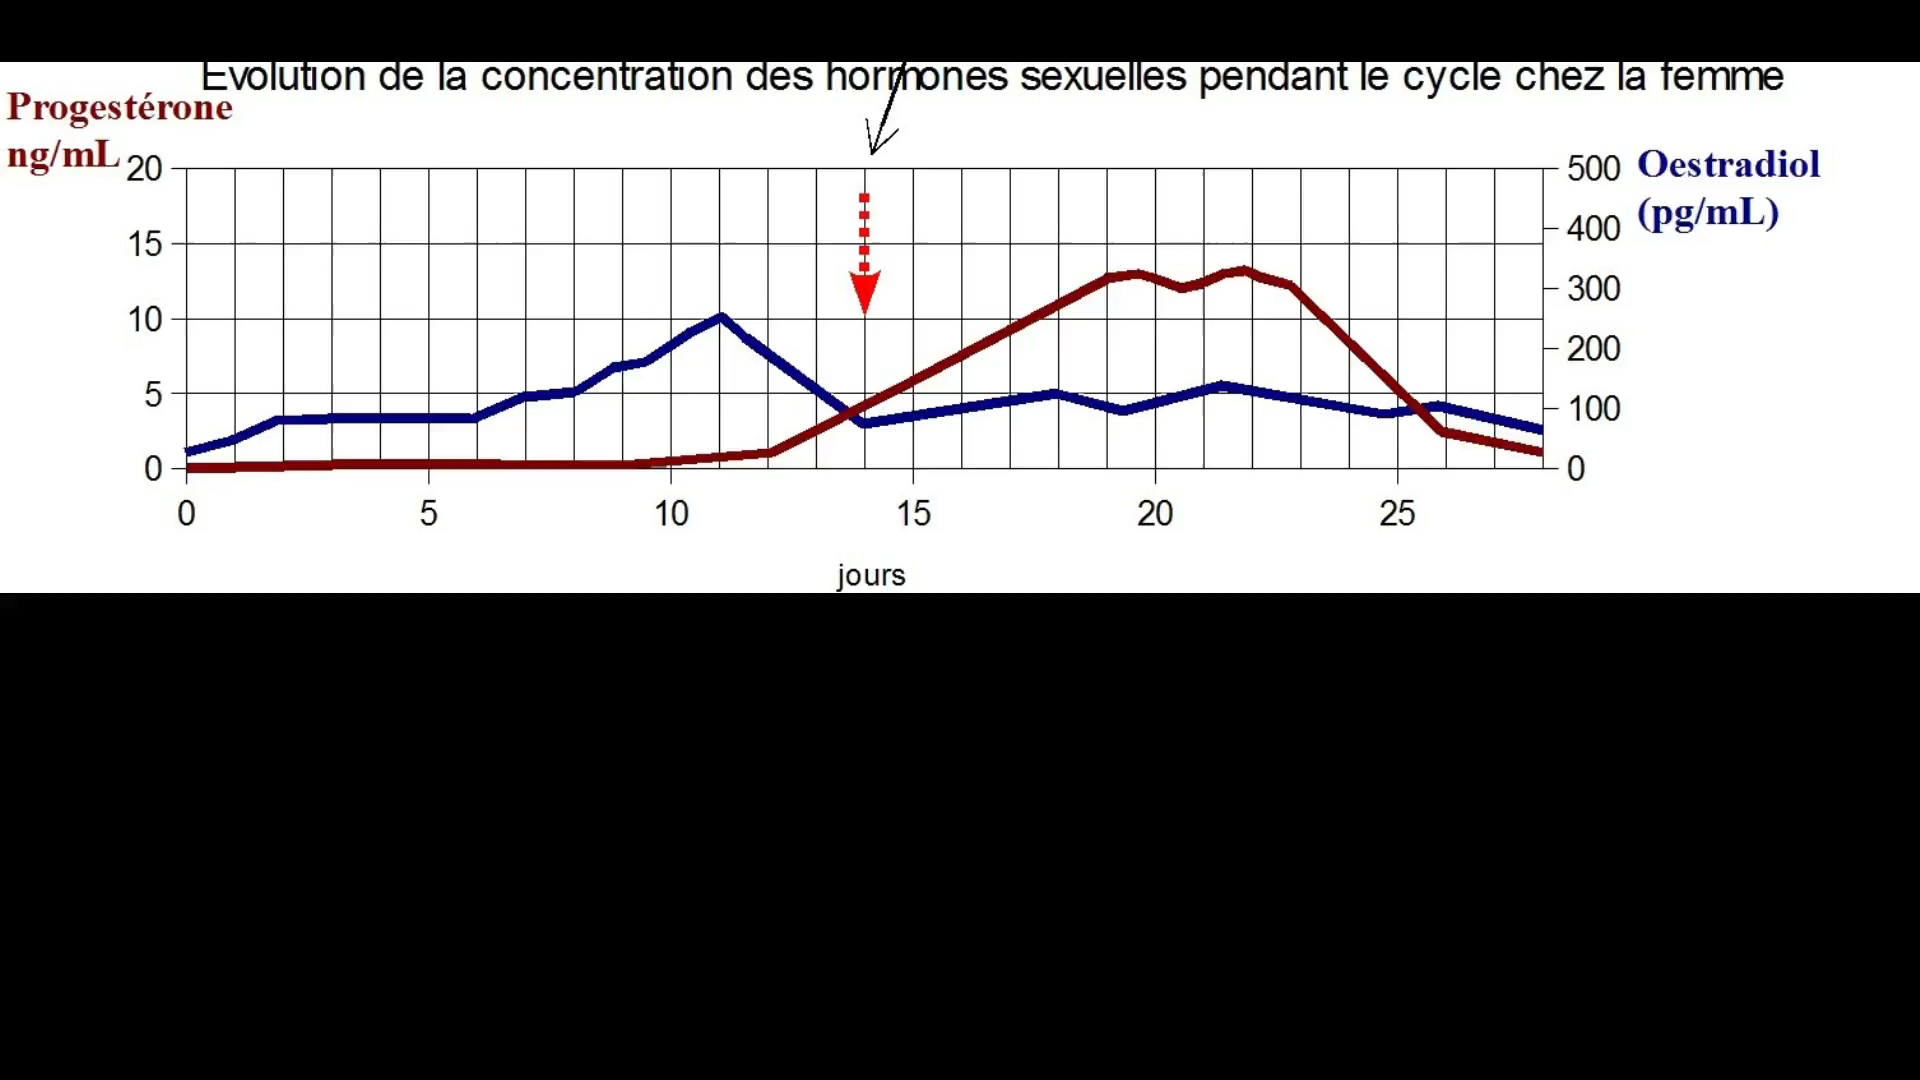 Evolution de la concentration des hormones sexuelles pendant le cycle chez la femme
Progestérone
ng/mL
20
15
10
5
0
500
400
300
200
100
0
Oestradiol
(pg/mL)
0 5 10 15 20 25
jours